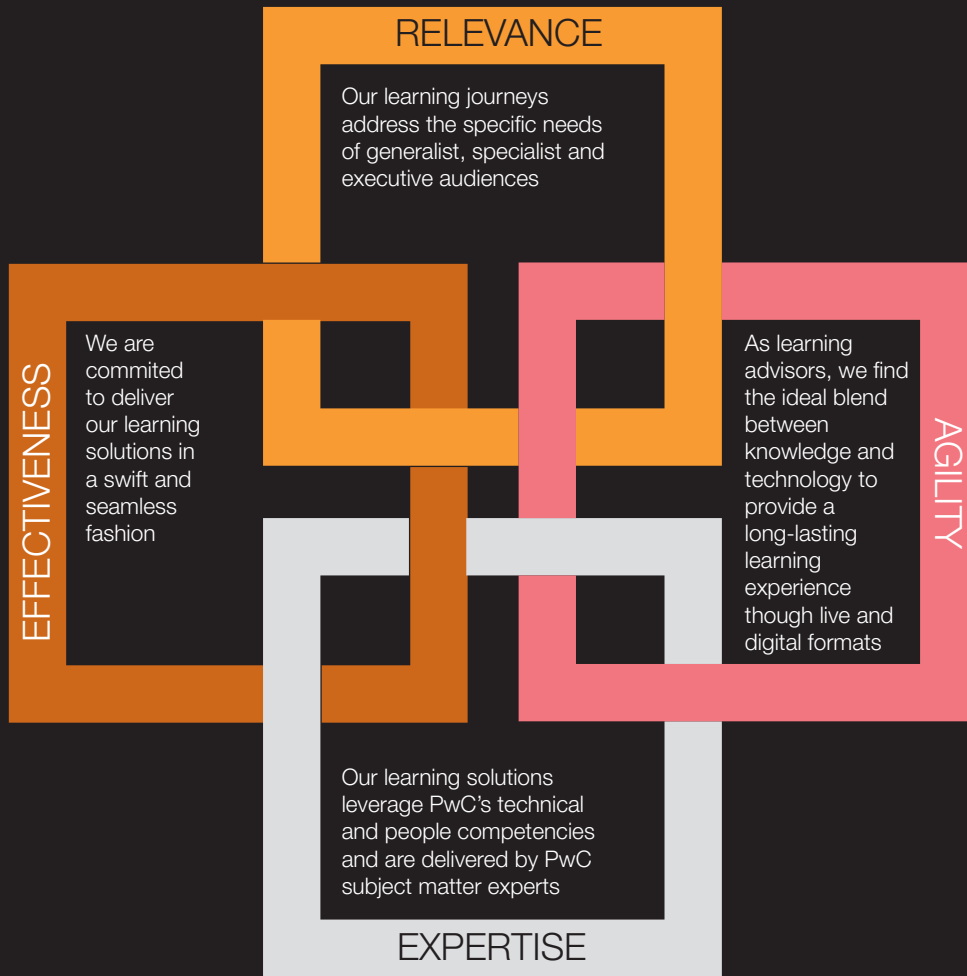 RELEVANCE
Our learning journeys
address the specific needs
of generalist, specialist and
executive audiences
EFFECTIVENESS
We are
commited
to deliver
our learning
solutions in
a swift and
seamless
fashion
As learning
advisors, we find
the ideal blend
between
knowledge and
technology to
provide a
long-lasting
learning
experience
though live and
digital formats
AGILITY
Our learning solutions
leverage PwC's technical
and people competencies
and are delivered by PwC
subject matter experts
EXPERTISE